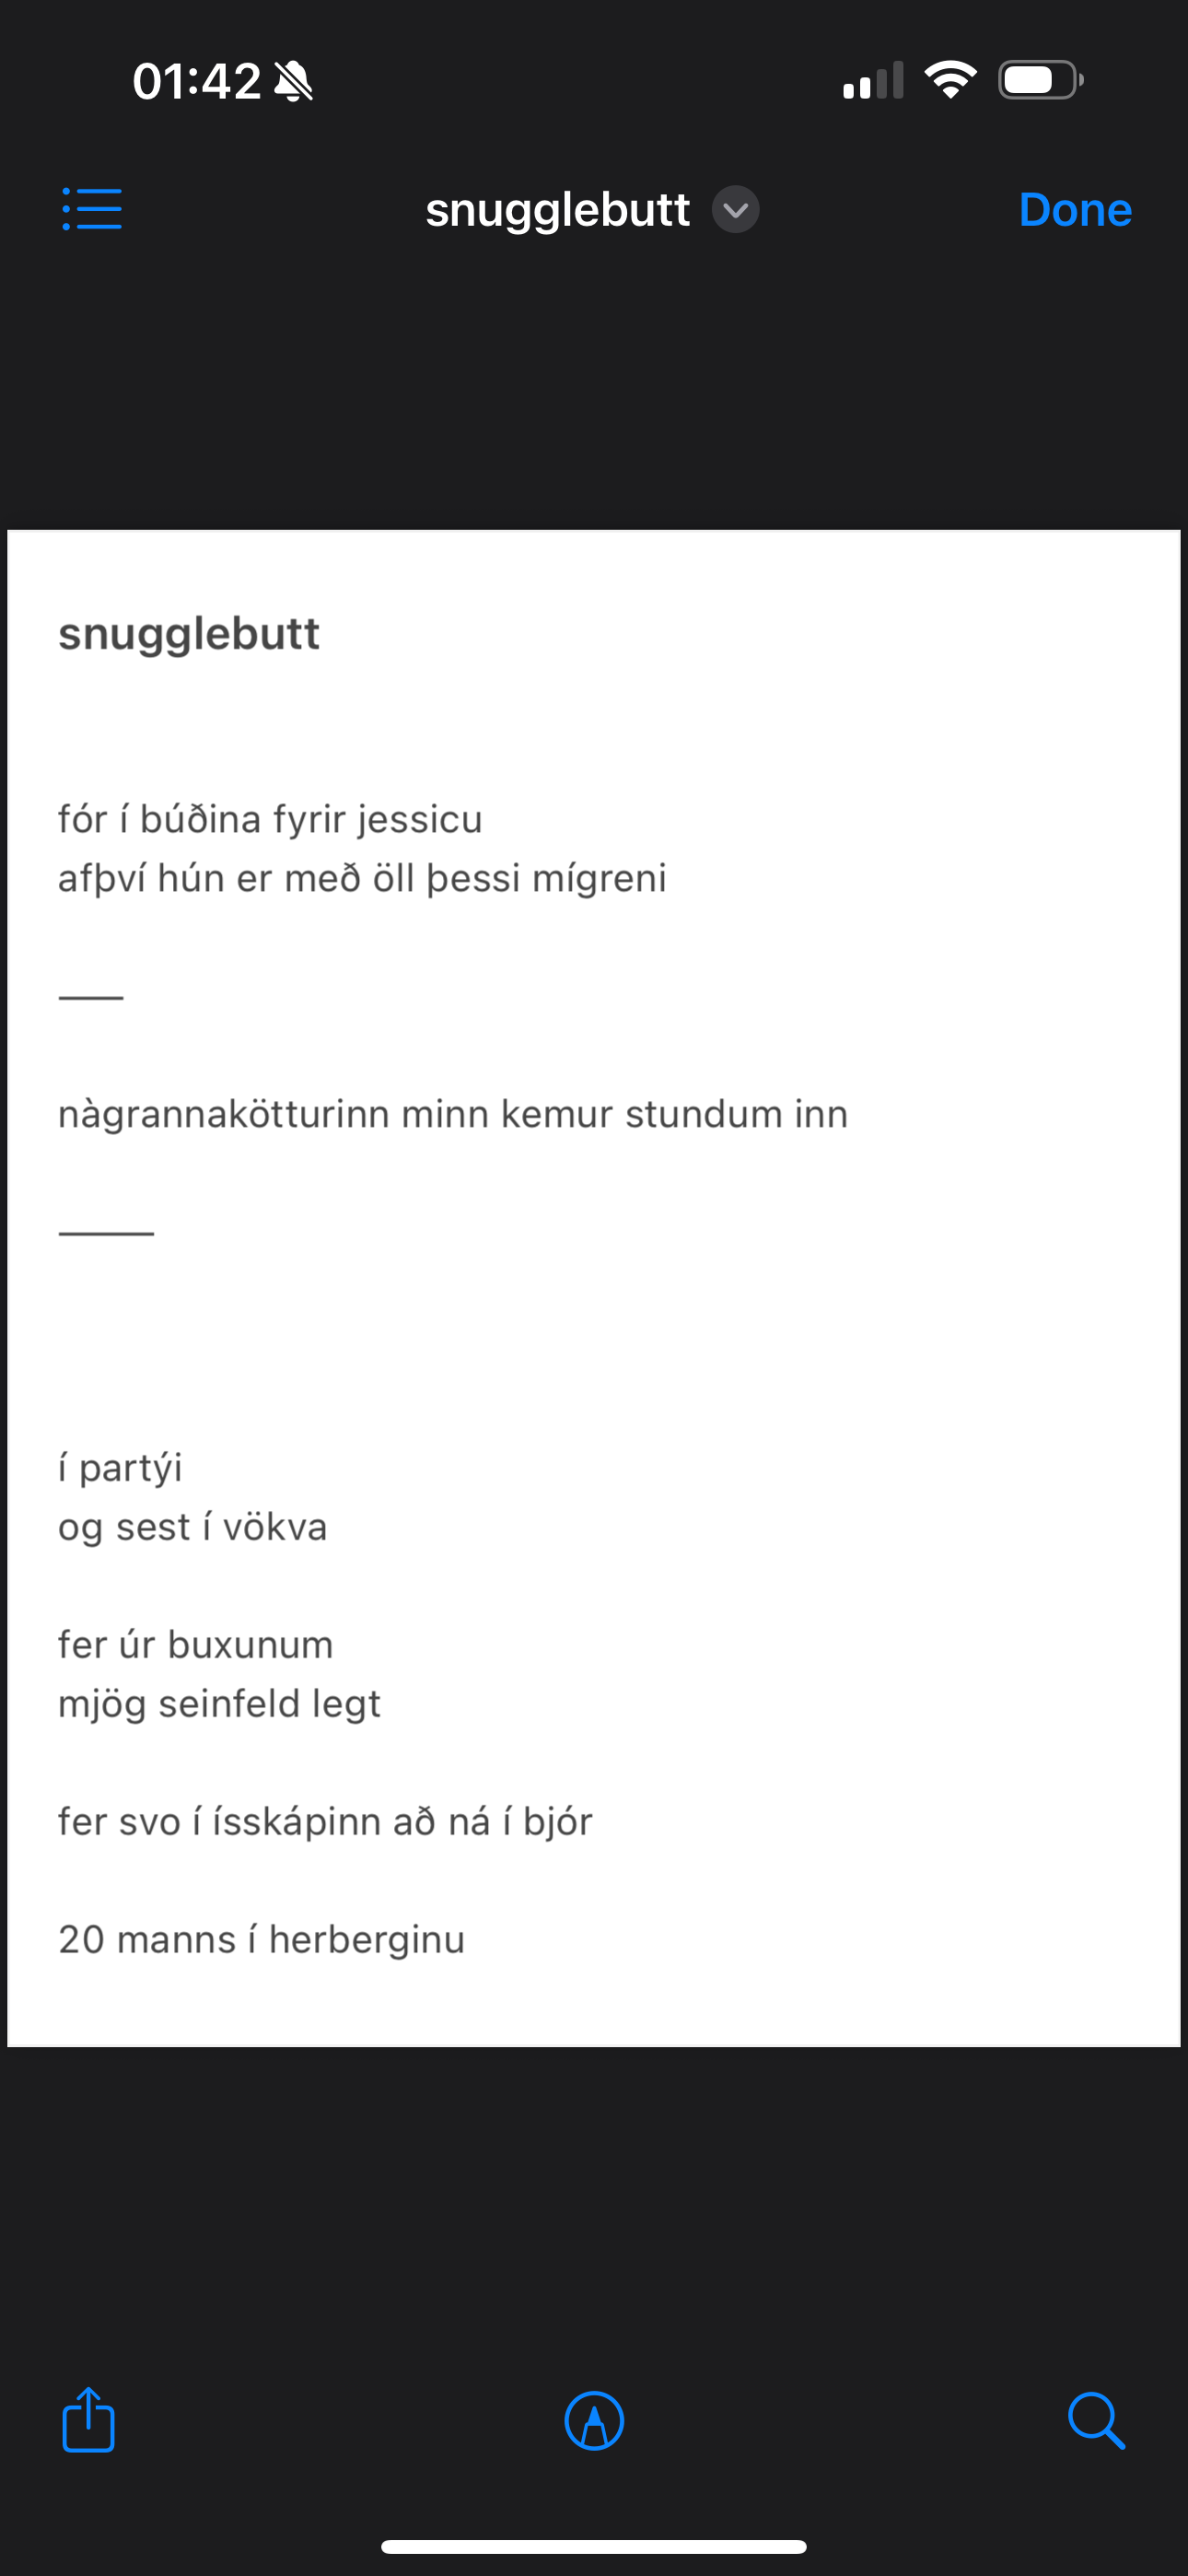 01:42
snugglebutt
Done
snugglebutt
fór í búðina fyrir jessicu
afþví hún er með öll þessi mígreni
——
nàgrannakötturinn minn kemur stundum inn
———
í partýi
og sest í vökva
fer úr buxunum
mjög seinfeld legt
fer svo í ísskápinn að ná í bjór
20 manns í herberginu